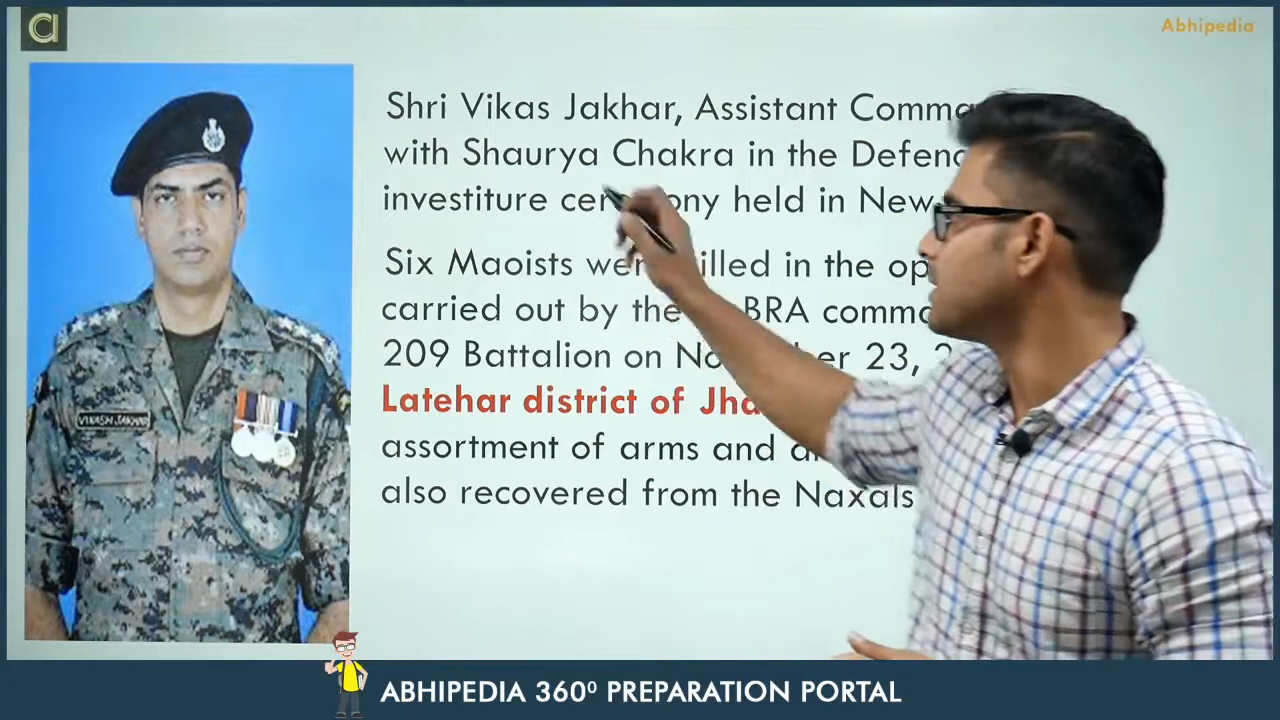 Abhipedia
Shri Vikas Jakhar, Assistant
with Shaurya Chakra in the
investiture held in New
Six Maoists killed in the
carried out by the
209 Battalion on 23,
Latehar district of
assortment of arms and
also recovered from the Naxals
VIKASH JAKHAR
ABHIPEDIA 360⁰ PREPARATION PORTAL